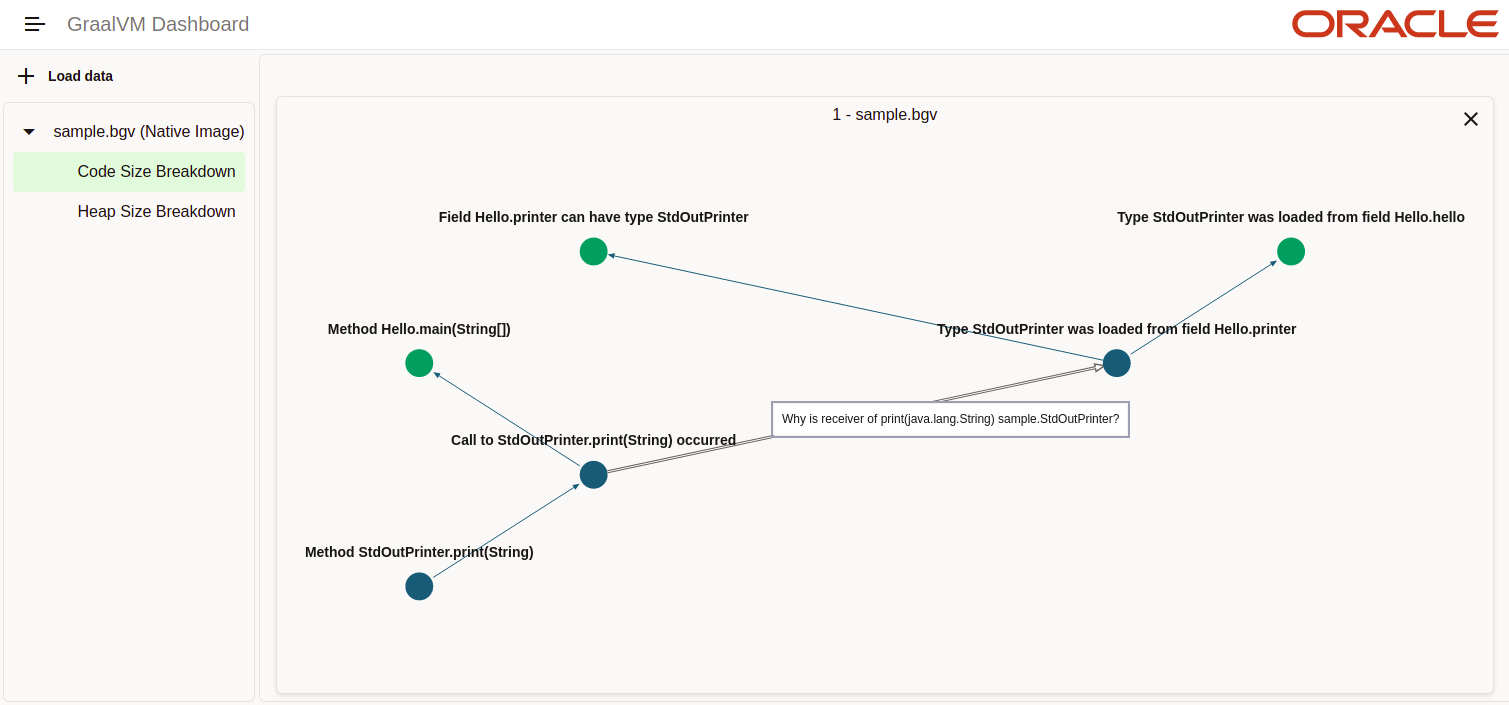 GraalVM Dashboard
ORACLE
Load data
sample.bgv (Native Image)
Code Size Breakdown
Heap Size Breakdown
1 - sample.bgv
Field Hello.printer can have type StdOutPrinter
Type StdOutPrinter was loaded from field Hello.hello
Method Hello.main(String[])
Type StdOutPrinter was loaded from field Hello.printer
Why is receiver of print(java.lang.String) sample.StdOutPrinter?
Call to StdOutPrinter.print(String) occurred
Method StdOutPrinter.print(String)